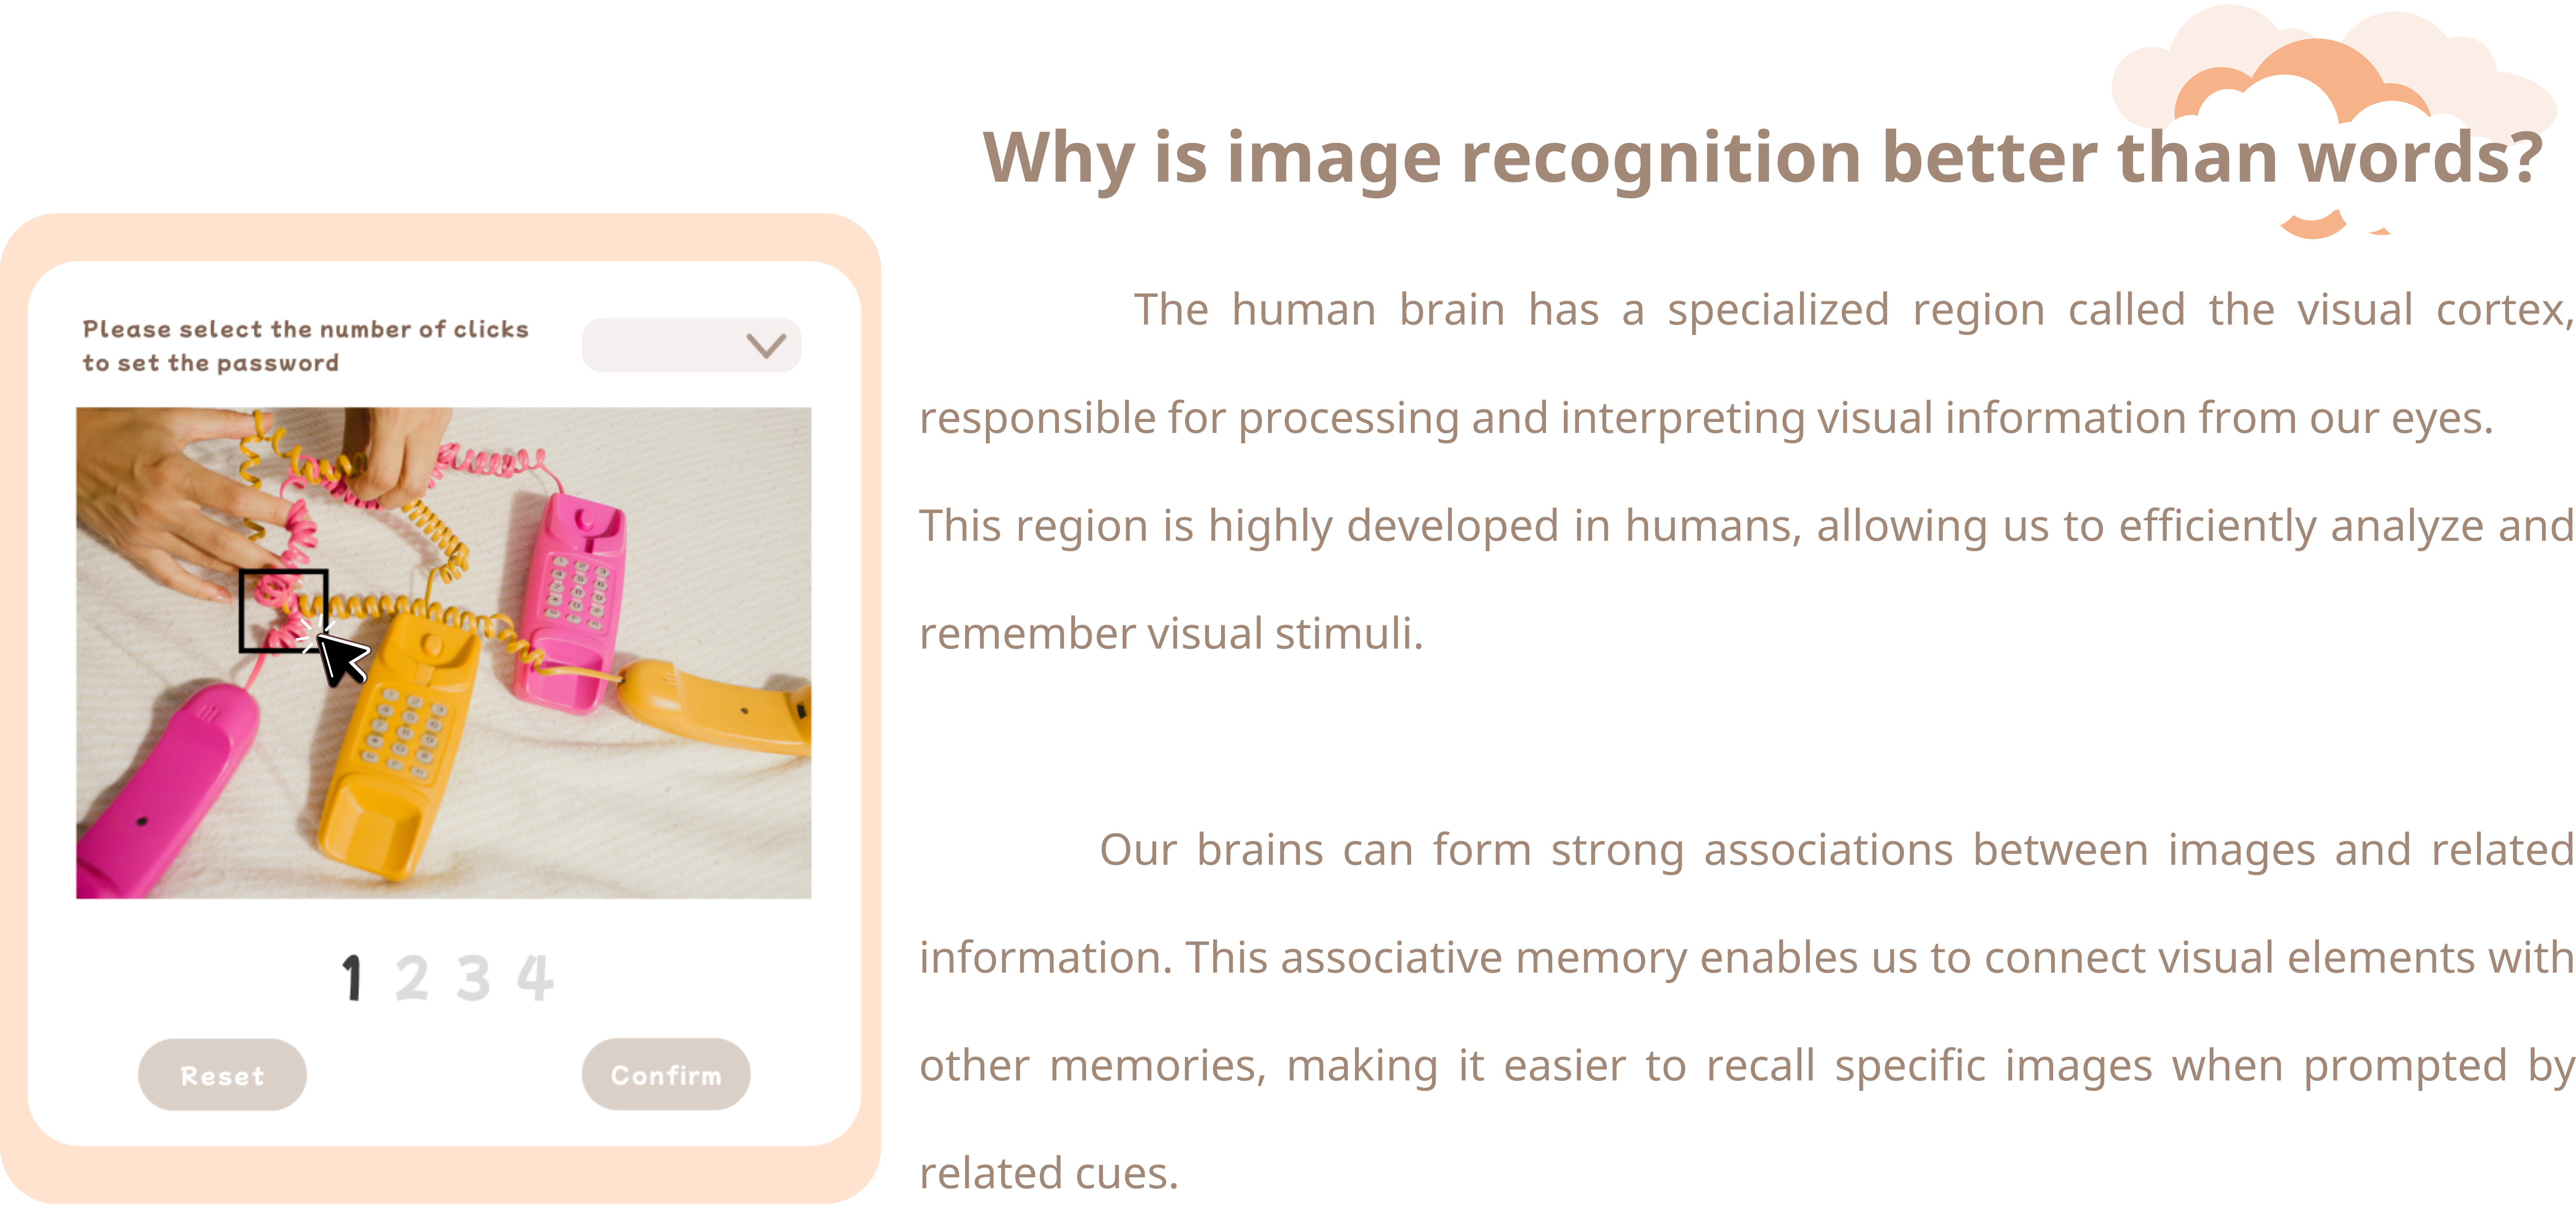 Why is image recognition better than words?
Please select the number of clicks
to set the password
1 2 3 4
Reset
Confirm
The human brain has a specialized region called the visual cortex,
responsible for processing and interpreting visual information from our eyes.
This region is highly developed in humans, allowing us to efficiently analyze and
remember visual stimuli.
Our brains can form strong associations between images and related
information. This associative memory enables us to connect visual elements with
other memories, making it easier to recall specific images when prompted by
related cues.